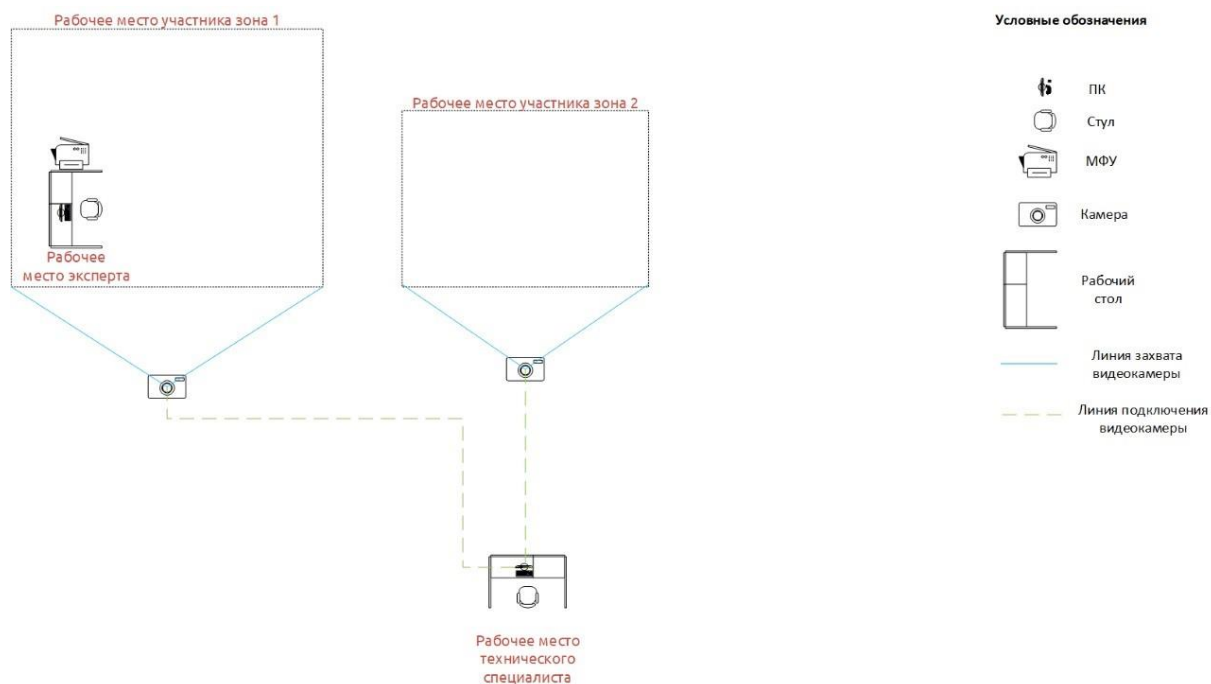 Рабочее место участника зона 1
Рабочее место участника зона 2
Рабочее
место эксперта
Рабочее место
технического
специалиста
Условные обозначения
ПК
Стул
МФУ
Камера
Рабочий
стол
Линия захвата
видеокамеры
Линия подключения
видеокамеры